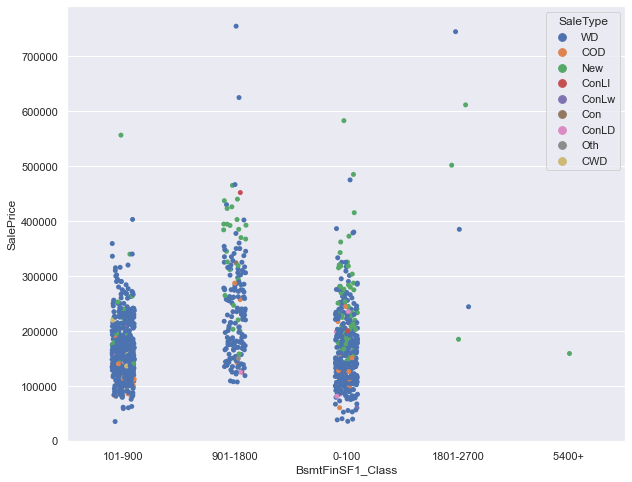 SaleType
WD
COD
New
ConLI
ConLw
Con
ConLD
Oth
CWD
700000
600000
500000
400000
300000
200000
100000
0
SalePrice
101-900
901-1800
0-100
1801-2700
5400+
BsmtFinSF1_Class